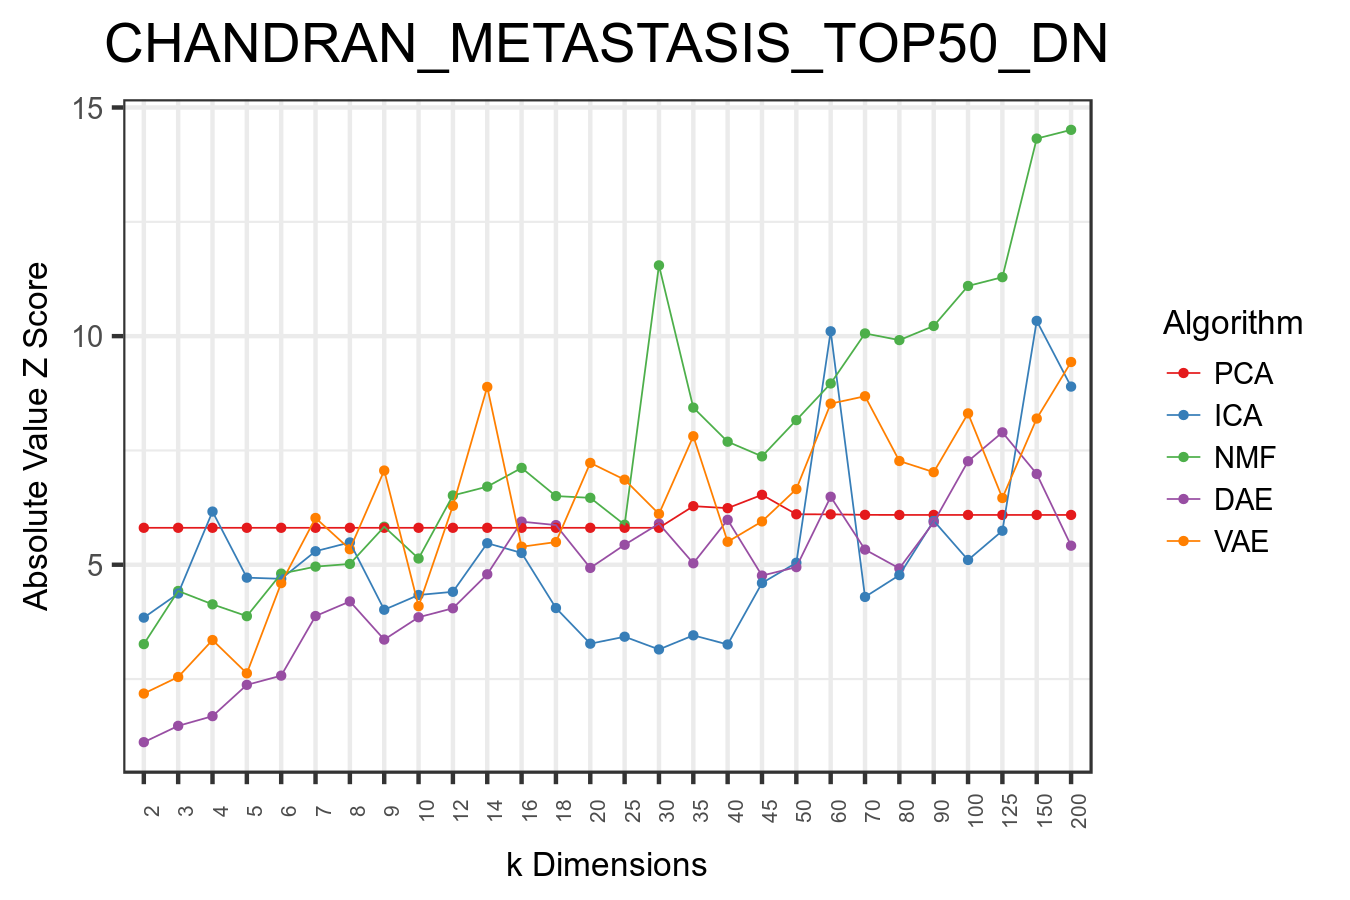 CHANDRAN_METASTASIS_TOP50_DN
Absolute Value Z Score
15
10
5
2 3 4 5 6 7 8 9 10 12 14 16 18 20 25 30 35 40 45 50 60 70 80 90 100 125 150 200
k Dimensions
Algorithm
PCA
ICA
NMF
DAE
VAE